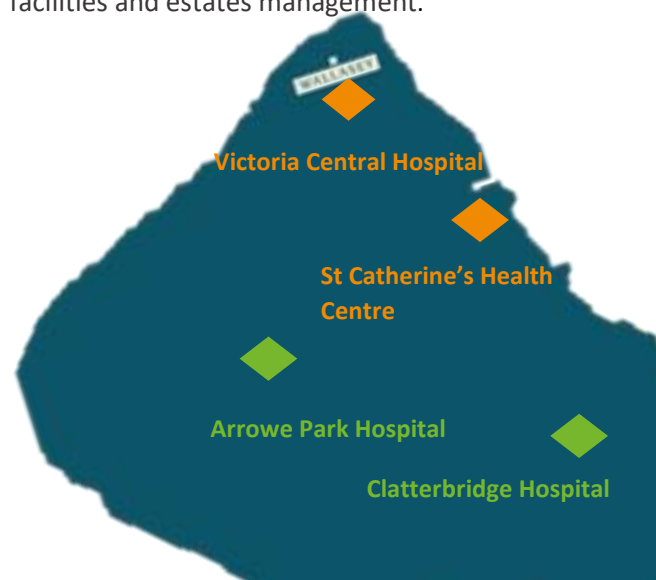 facilities and estates management.
WALLASEY
Victoria Central Hospital
St Catherine’s Health
Centre
Arrowe Park Hospital
Clatterbridge Hospital